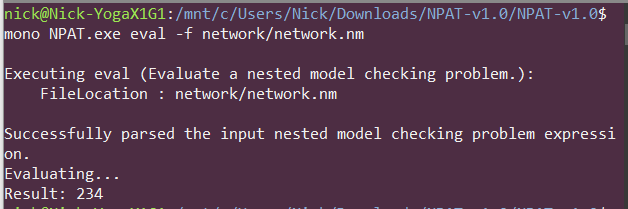 nick@Nick-YogaX1G1:/mnt/c/Users/Nick/Downloads/NPAT-v1.0/NPAT-v1.0$
mono NPAT.exe eval -f network/network.nm
Executing eval (Evaluate a nested model checking problem.):
FileLocation : network/network.nm
Successfully parsed the input nested model checking problem expressi
on.
Evaluating...
Result: 234